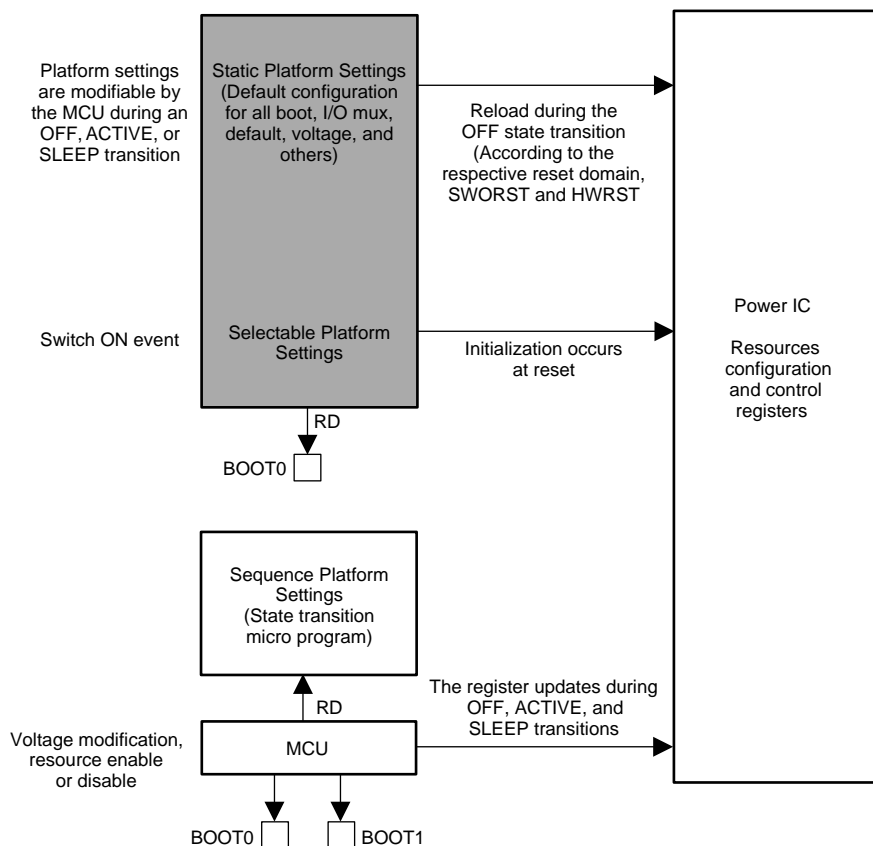 Platform settings
are modifiable by
the MCU during an
OFF, ACTIVE, or
SLEEP transition
Static Platform Settings
(Default configuration
for all boot, I/O mux,
default, voltage, and
others)
Reload during the
OFF state transition
(According to the
respective reset domain,
SWORST and HWRST
Switch ON event
Selectable Platform
Settings
Initialization occurs
at reset
Power IC
Resources
configuration
and control
registers
RD
BOOT0
Sequence Platform
Settings
(State transition
micro program)
RD
The register updates during
OFF, ACTIVE, and
SLEEP transitions
Voltage modification,
resource enable
or disable
MCU
BOOT0
BOOT1